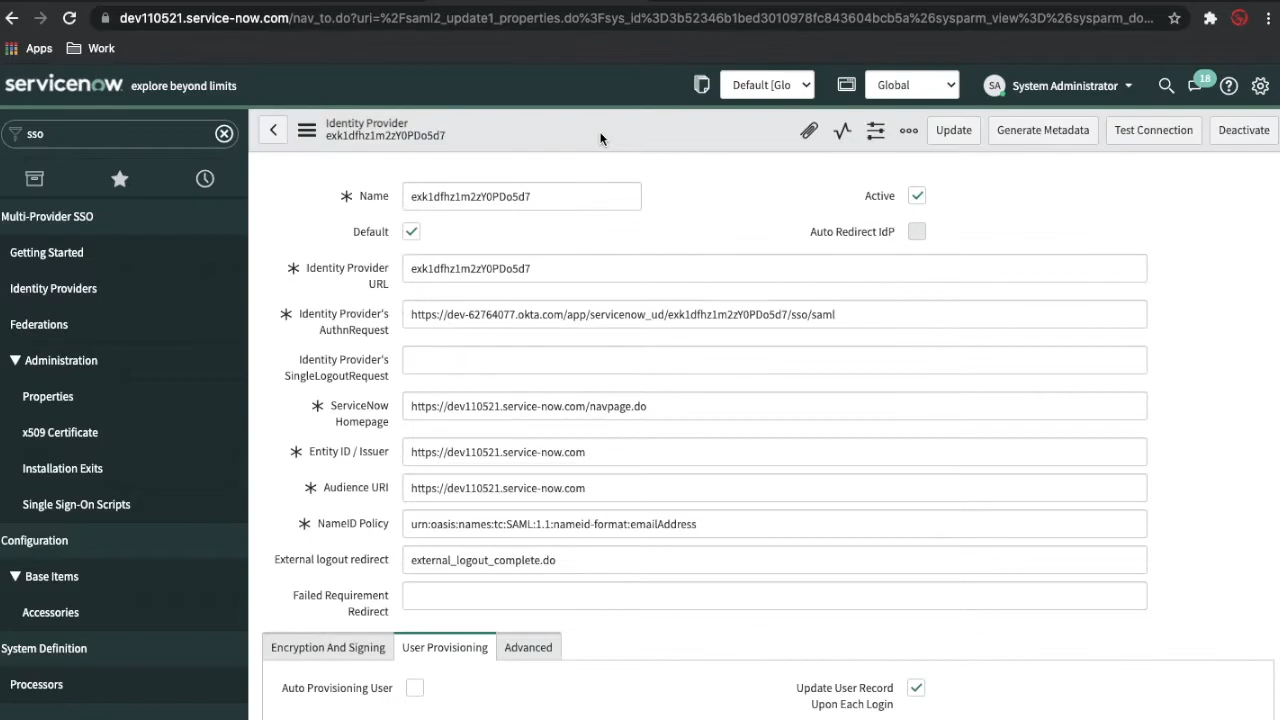 dev110521.service-now.com/nav_to.do?uri=%2Fsaml2_update1_properties.do%3Fsys_id%3D3b52346b1bed3010978fc843604bcb5a%26sysparm_view%3D%26sysparm_do...
Apps Work
servicenow explore beyond limits
Default [Glo Global SA System Administrator 18
sso
Identity Provider
exk1dfhz1m2zY0PDo5d7
Update Generate Metadata Test Connection Deactivate
Multi-Provider SSO
Getting Started
Identity Providers
Federations
Administration
Properties
x509 Certificate
Installation Exits
Single Sign-On Scripts
Configuration
Base Items
Accessories
System Definition
Processors
Name exk1dfhz1m2zY0PDo5d7 Active
Default Auto Redirect IdP
Identity Provider URL exk1dfhz1m2zY0PDo5d7
Identity Provider's AuthnRequest https://dev-62764077.okta.com/app/servicenow_ud/exk1dfhz1m2zY0PDo5d7/sso/saml
Identity Provider's SingleLogoutRequest
ServiceNow Homepage https://dev110521.service-now.com/navpage.do
Entity ID / Issuer https://dev110521.service-now.com
Audience URI https://dev110521.service-now.com
NameID Policy urn:oasis:names:tc:SAML:1.1:nameid-format:emailAddress
External logout redirect external_logout_complete.do
Failed Requirement Redirect
Encryption And Signing User Provisioning Advanced
Auto Provisioning User Update User Record Upon Each Login